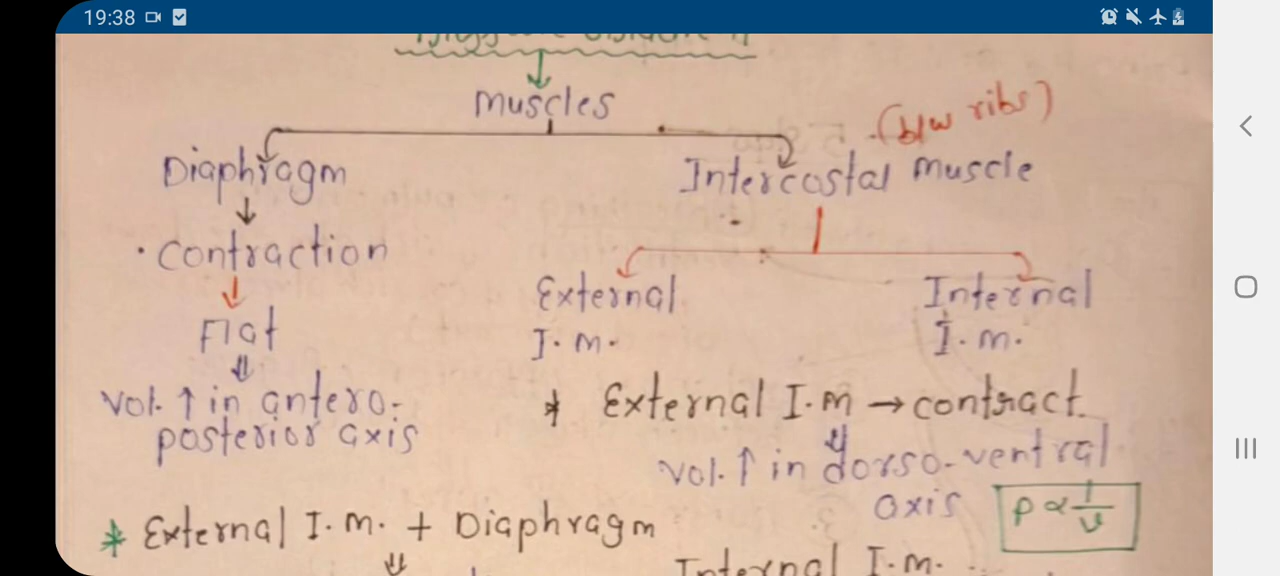 19:38
Muscles
(b/w ribs)
Diaphragm
Intercostal Muscle
· Contraction
External I.m.
Internal I.m.
Flat
Vol. ↑ in antero-
posterior axis
* External I.m → contract
Vol. ↑ in dorso-ventral
axis
P ∝ 1/v
* External I.m. + Diaphragm
Internal I.m.